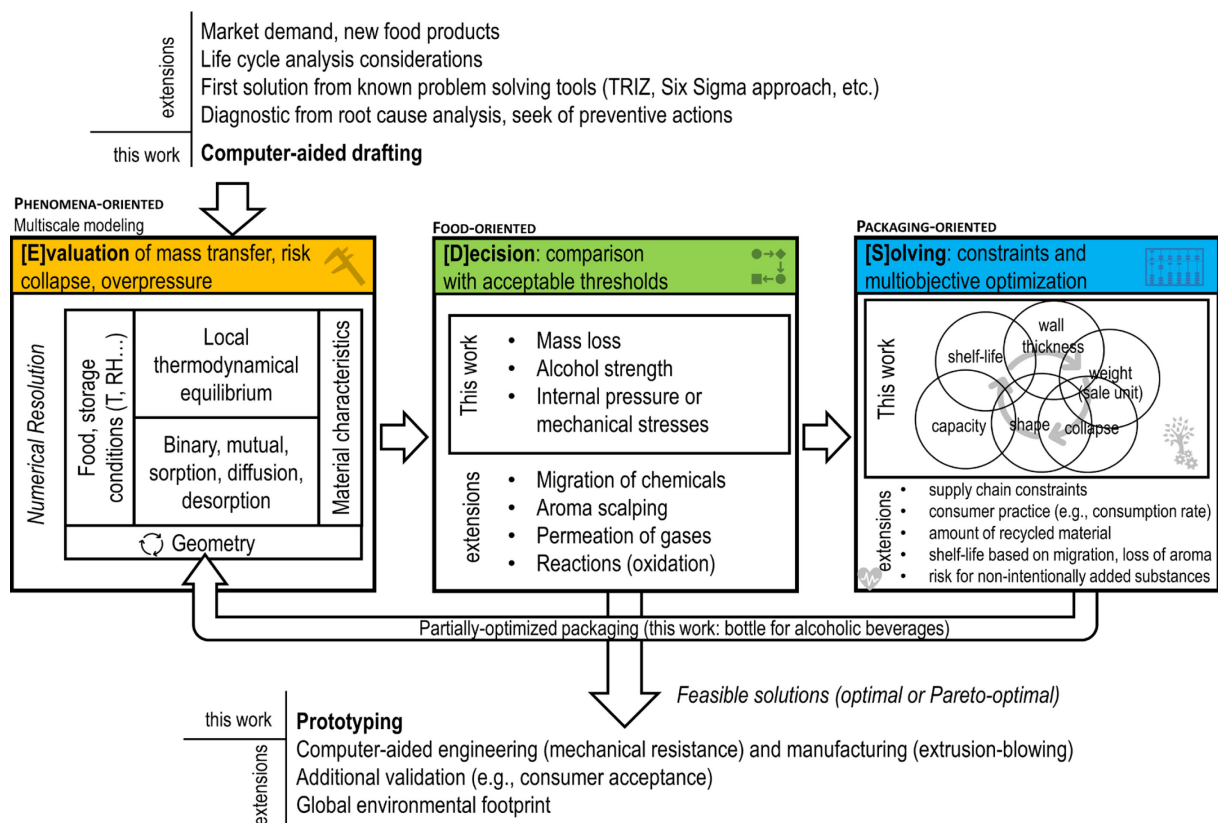 extensions
Market demand, new food products
Life cycle analysis considerations
First solution from known problem solving tools (TRIZ, Six Sigma approach, etc.)
Diagnostic from root cause analysis, seek of preventive actions
this work
Computer-aided drafting
PHENOMENA-ORIENTED
Multiscale modeling
[E]valuation of mass transfer, risk
collapse, overpressure
Numerical Resolution
Food, storage
conditions (T, RH…)
Local
thermodynamical
equilibrium
Binary, mutual,
sorption, diffusion,
desorption
Material characteristics
Geometry
FOOD-ORIENTED
[D]ecision: comparison
with acceptable thresholds
This work
• Mass loss
• Alcohol strength
• Internal pressure or
mechanical stresses
extensions
• Migration of chemicals
• Aroma scalping
• Permeation of gases
• Reactions (oxidation)
PACKAGING-ORIENTED
[S]olving: constraints and
multiobjective optimization
This work
wall
thickness
shelf-life
weight
(sale unit)
capacity
shape
collapse
extensions
• supply chain constraints
• consumer practice (e.g., consumption rate)
• amount of recycled material
• shelf-life based on migration, loss of aroma
• risk for non-intentionally added substances
Partially-optimized packaging (this work: bottle for alcoholic beverages)
Feasible solutions (optimal or Pareto-optimal)
this work
Prototyping
extensions
Computer-aided engineering (mechanical resistance) and manufacturing (extrusion-blowing)
Additional validation (e.g., consumer acceptance)
Global environmental footprint